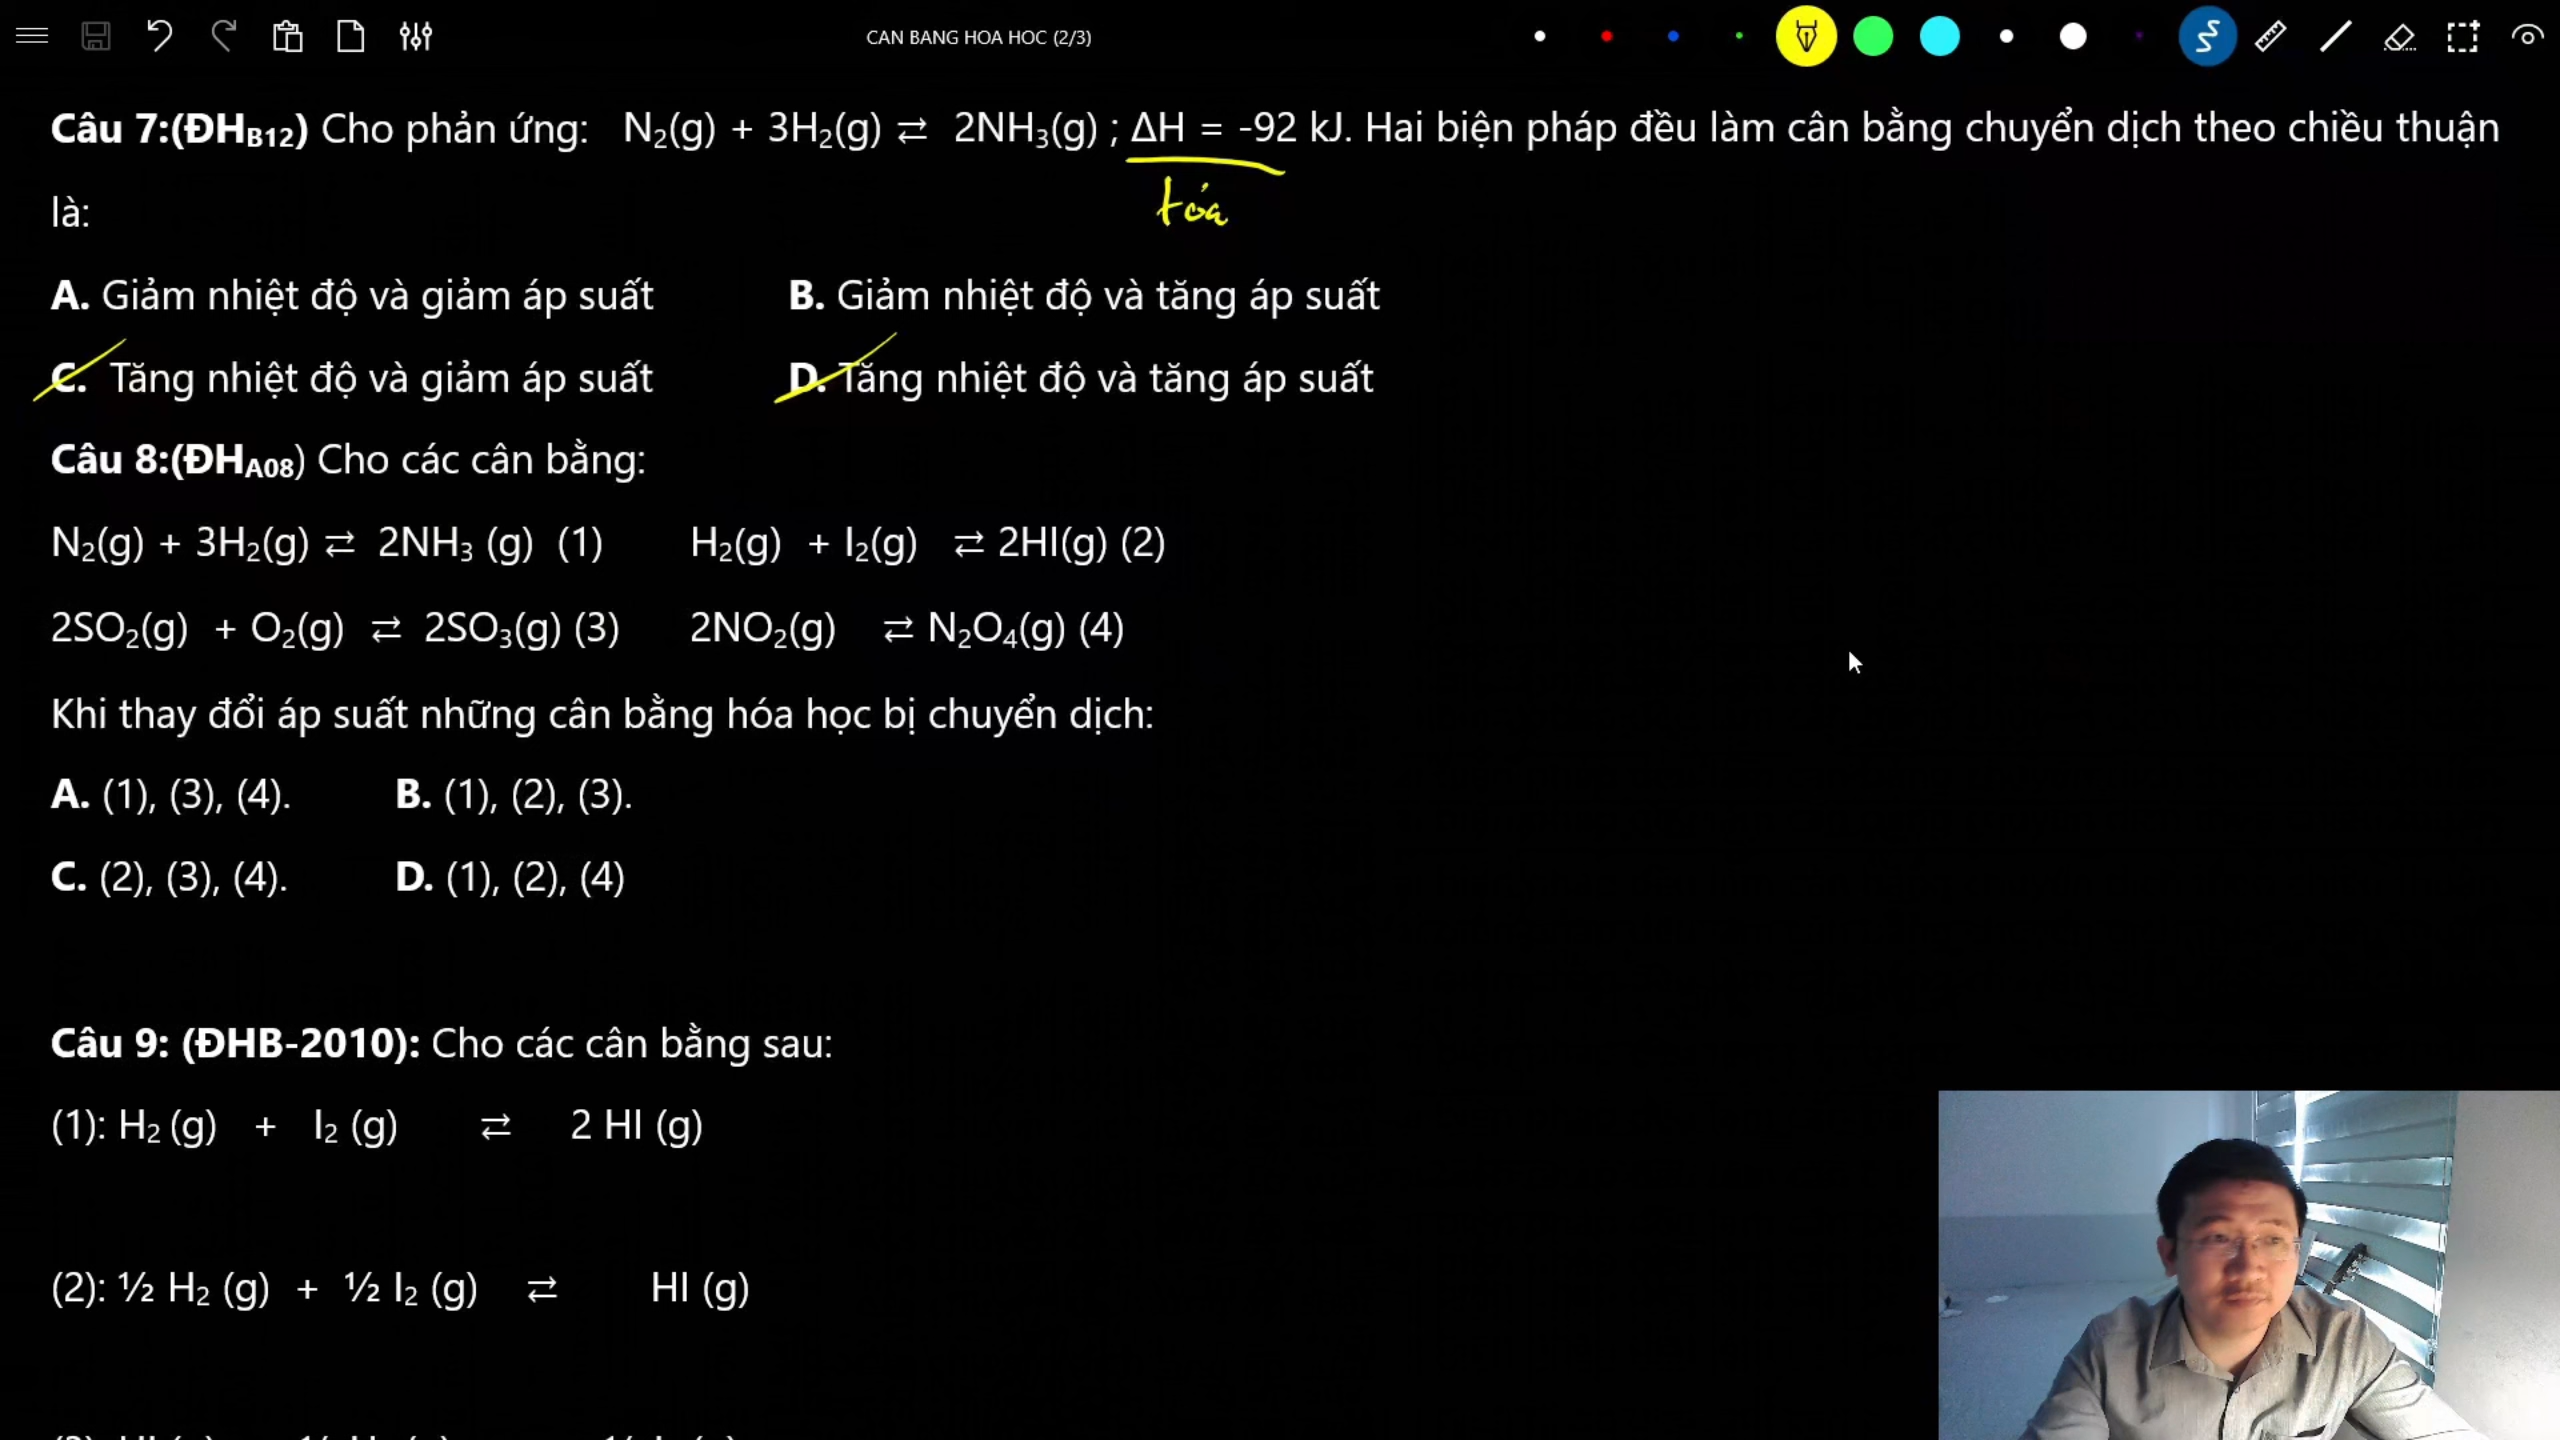 CAN BANG HOA HOC (2/3)
Câu 7:(ĐH_B12) Cho phản ứng: N₂(g) + 3H₂(g) ⇄ 2NH₃(g) ; ΔH = -92 kJ. Hai biện pháp đều làm cân bằng chuyển dịch theo chiều thuận
là:
tỏa
A. Giảm nhiệt độ và giảm áp suất B. Giảm nhiệt độ và tăng áp suất
C. Tăng nhiệt độ và giảm áp suất D. Tăng nhiệt độ và tăng áp suất
Câu 8:(ĐH_A08) Cho các cân bằng:
N₂(g) + 3H₂(g) ⇄ 2NH₃ (g) (1) H₂(g) + I₂(g) ⇄ 2HI(g) (2)
2SO₂(g) + O₂(g) ⇄ 2SO₃(g) (3) 2NO₂(g) ⇄ N₂O₄(g) (4)
Khi thay đổi áp suất những cân bằng hóa học bị chuyển dịch:
A. (1), (3), (4). B. (1), (2), (3).
C. (2), (3), (4). D. (1), (2), (4)
Câu 9: (ĐHB-2010): Cho các cân bằng sau:
(1): H₂ (g) + I₂ (g) ⇄ 2 HI (g)
(2): ½ H₂ (g) + ½ I₂ (g) ⇄ HI (g)